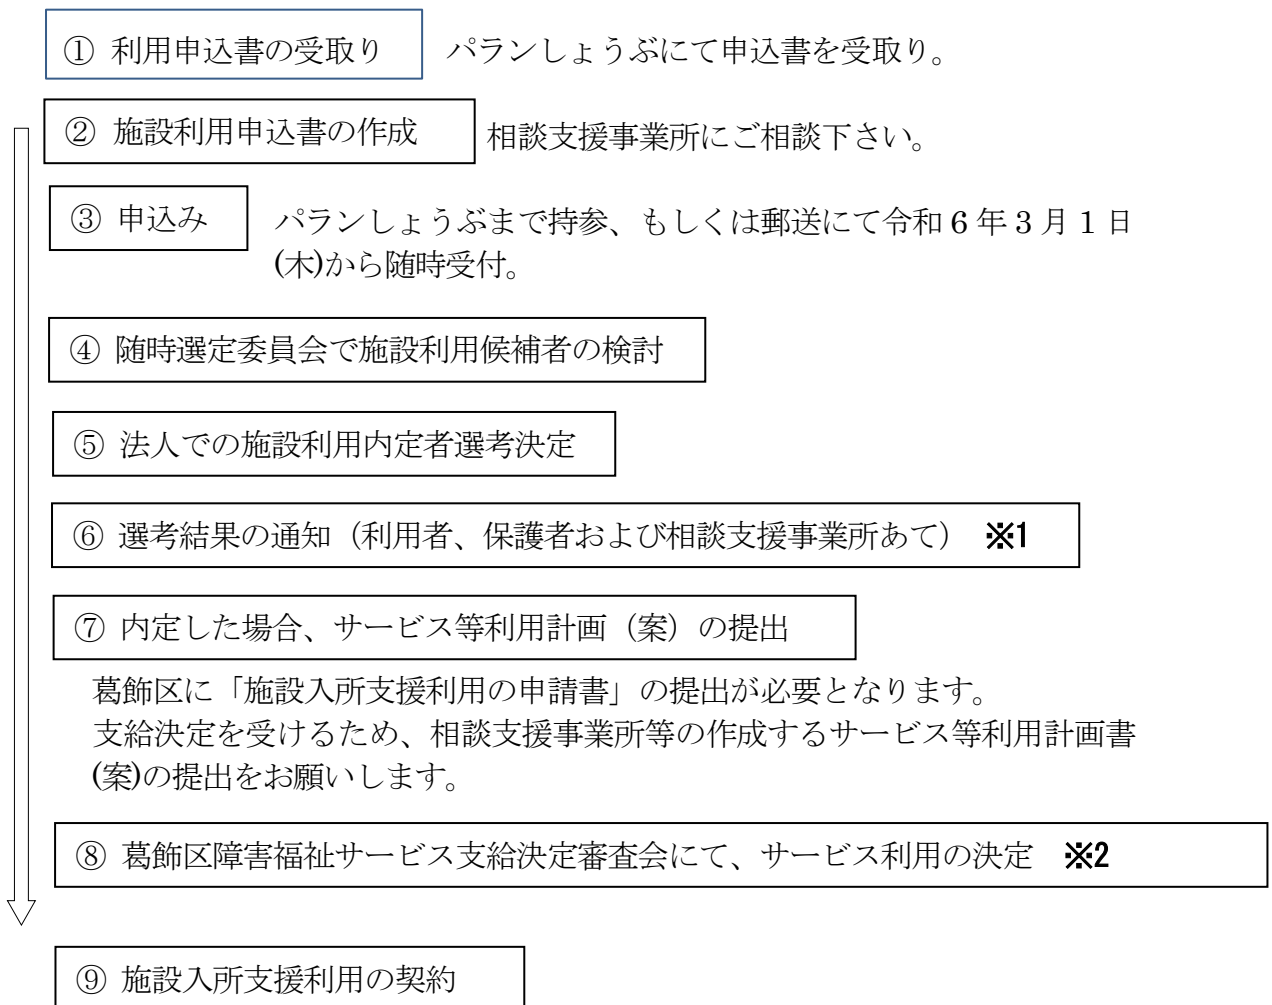 ① 利用申込書の受取り パランしょうぶにて申込書を受取り。
② 施設利用申込書の作成 相談支援事業所にご相談下さい。
③ 申込み パランしょうぶまで持参、もしくは郵送にて令和６年３月１日
(木)から随時受付。
④ 随時選定委員会で施設利用候補者の検討
⑤ 法人での施設利用内定者選考決定
⑥ 選考結果の通知（利用者、保護者および相談支援事業所あて） ※1
⑦ 内定した場合、サービス等利用計画（案）の提出
葛飾区に「施設入所支援利用の申請書」の提出が必要となります。
支給決定を受けるため、相談支援事業所等の作成するサービス等利用計画書
(案)の提出をお願いします。
⑧ 葛飾区障害福祉サービス支給決定審査会にて、サービス利用の決定 ※2
⑨ 施設入所支援利用の契約